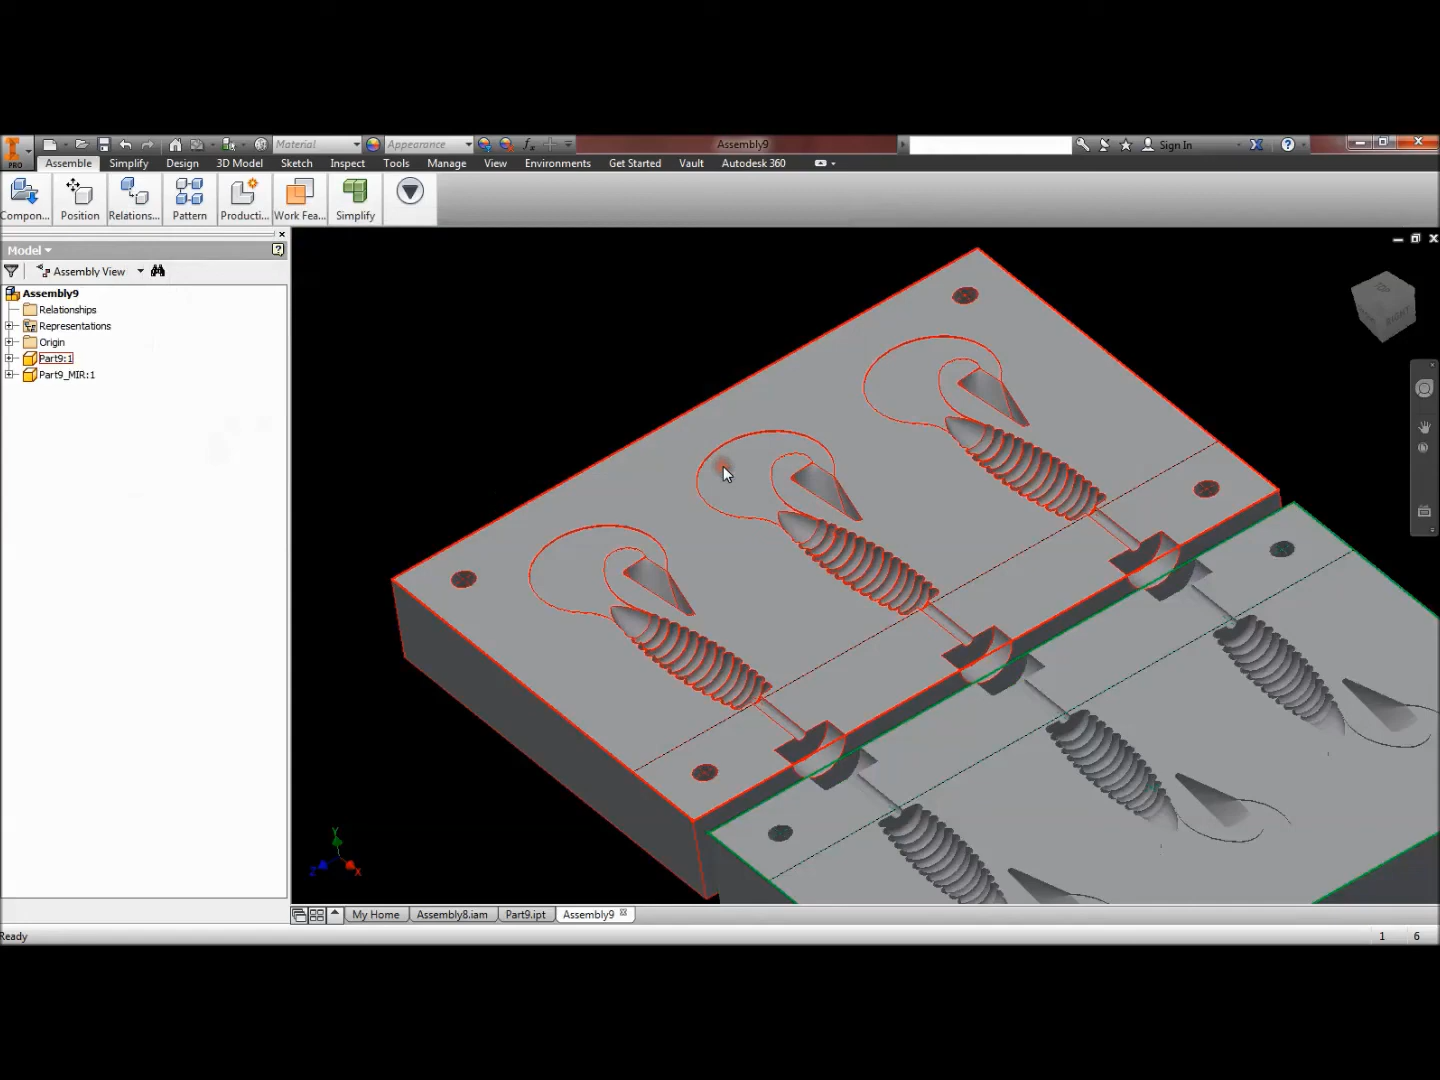 Material
Appearance
Assembly9
Sign In
PRO
Assemble Simplify Design 3D Model Sketch Inspect Tools Manage View Environments Get Started Vault Autodesk 360
Compon... Position Relations... Pattern Producti... Work Fea... Simplify
Model
Assembly View
Assembly9
Relationships
Representations
Origin
Part9:1
Part9_MIR:1
RIGHT
Y
Z
X
My Home Assembly8.iam Part9.ipt Assembly9
Ready
1 6